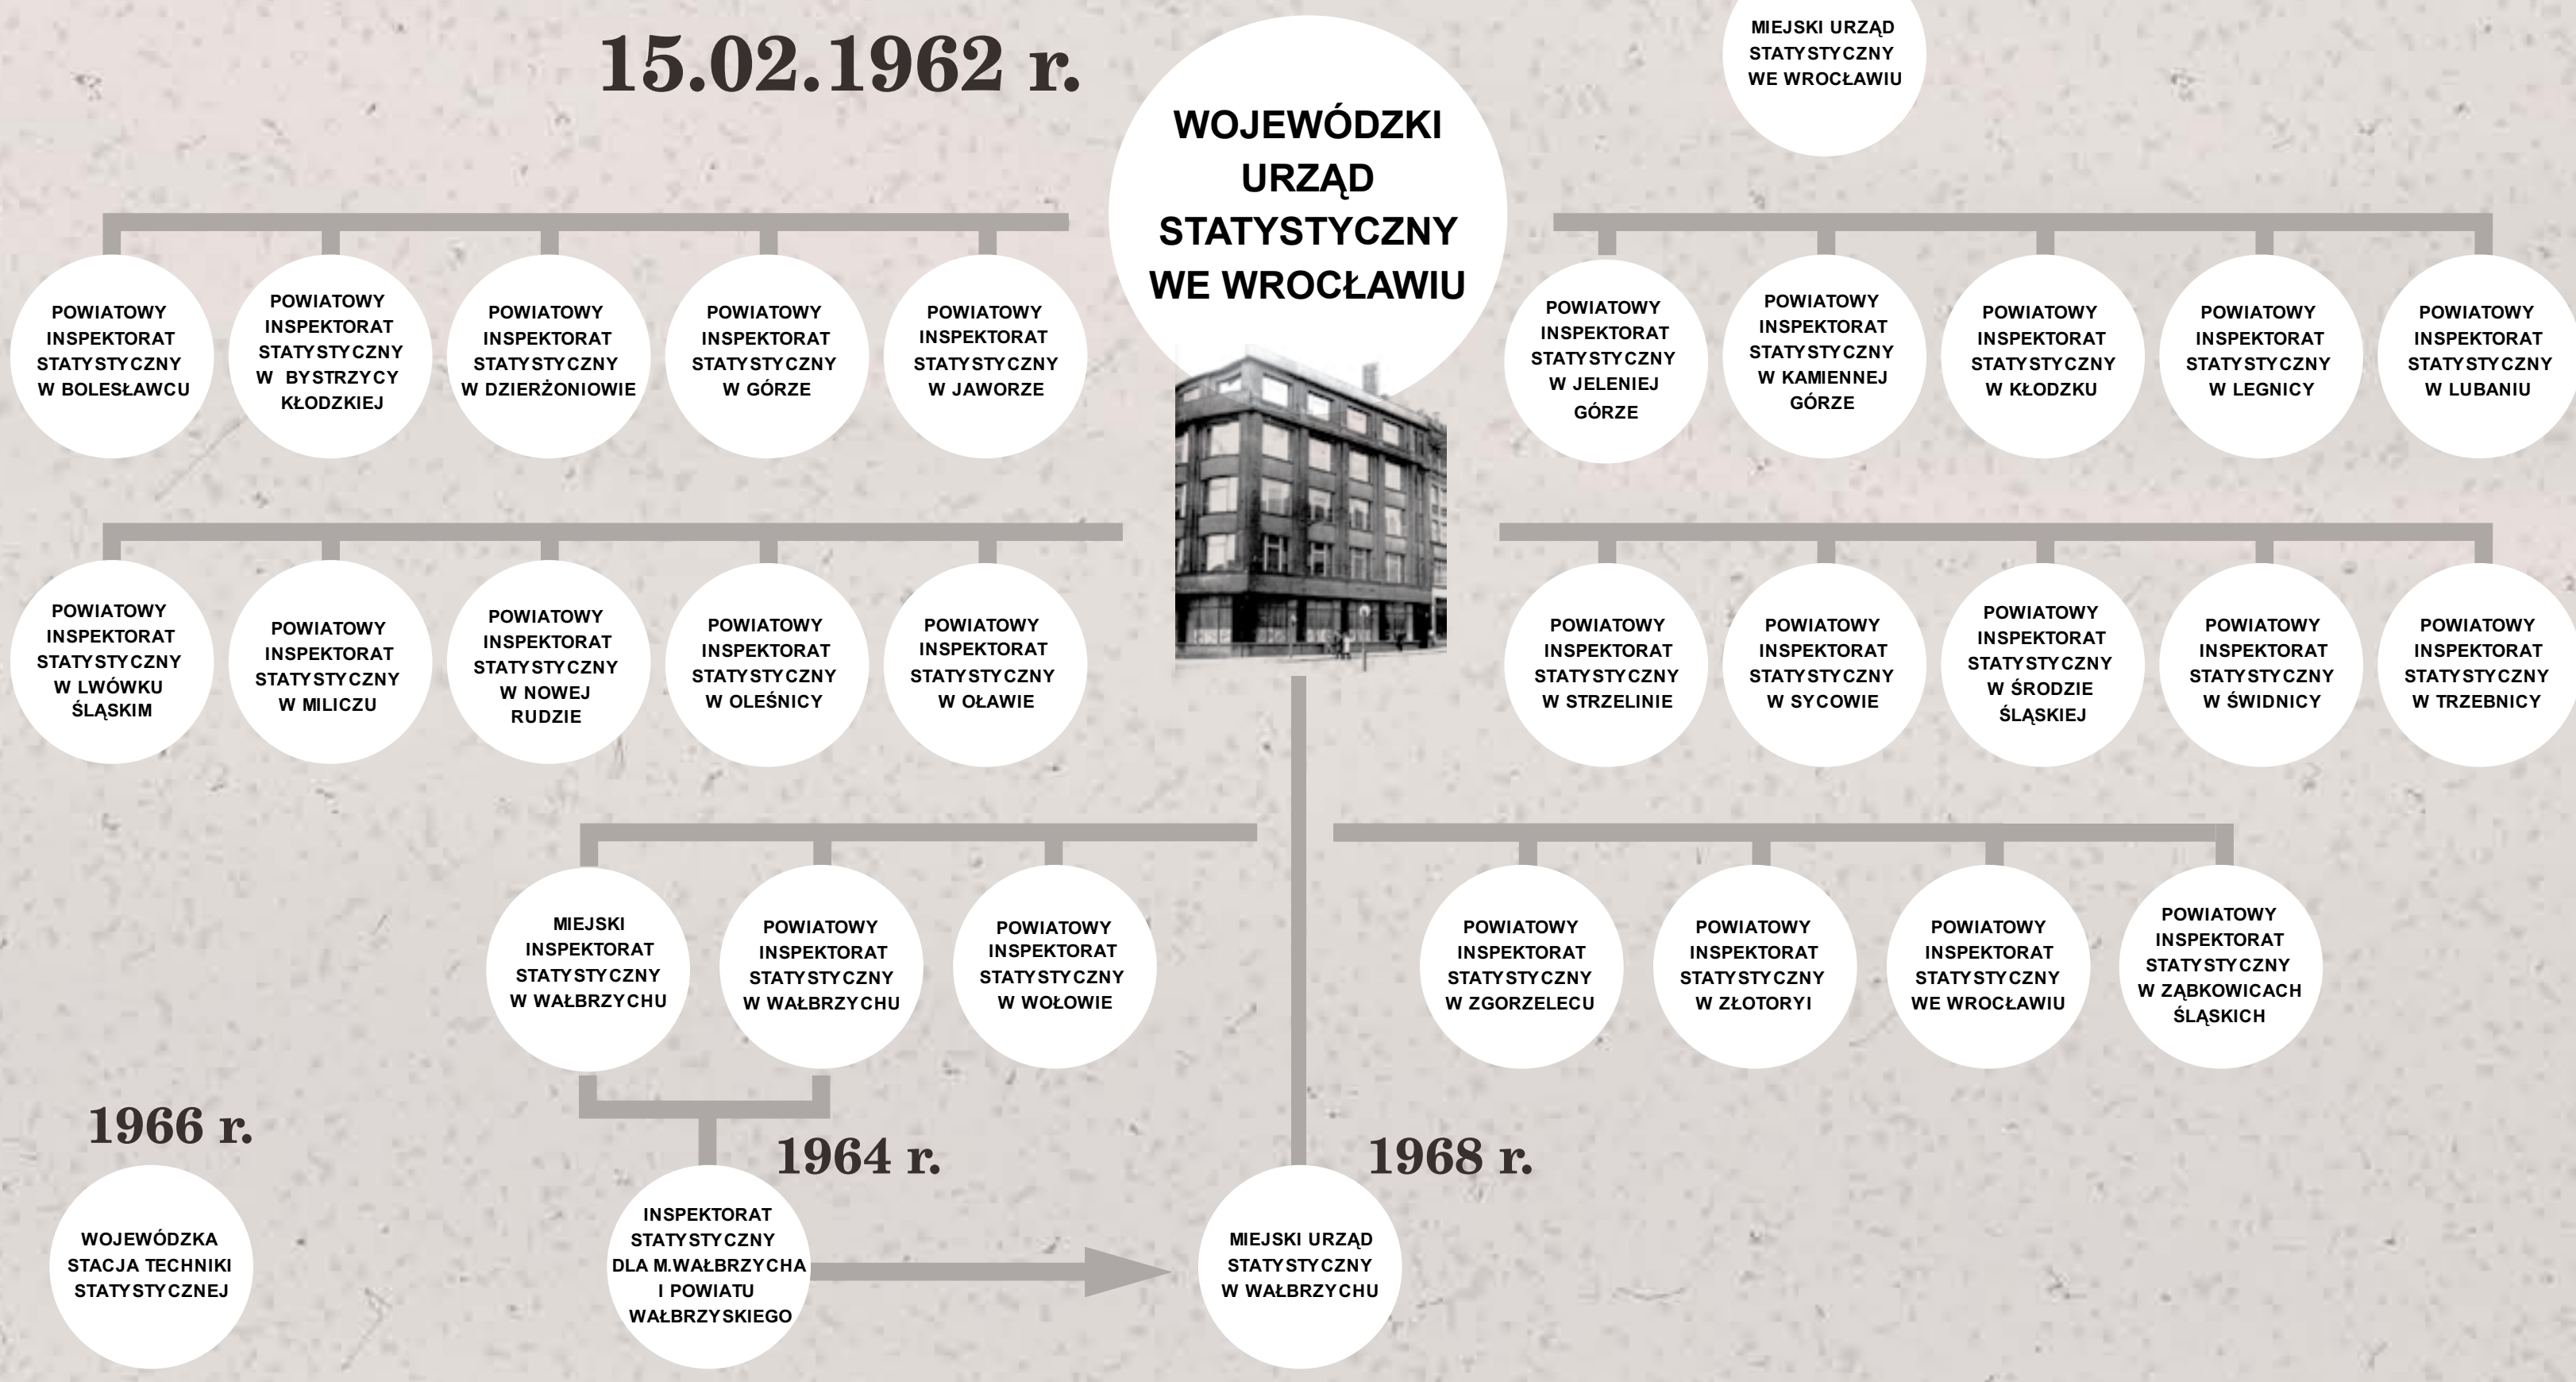 15.02.1962 r.
WOJEWÓDZKI
URZĄD
STATYSTYCZNY
WE WROCŁAWIU
MIEJSKI URZĄD
STATYSTYCZNY
WE WROCŁAWIU
POWIATOWY
INSPEKTORAT
STATYSTYCZNY
W BOLESŁAWCU
POWIATOWY
INSPEKTORAT
STATYSTYCZNY
W BYSTRZYCY
KŁODZKIEJ
POWIATOWY
INSPEKTORAT
STATYSTYCZNY
W DZIERŻONIOWIE
POWIATOWY
INSPEKTORAT
STATYSTYCZNY
W GÓRZE
POWIATOWY
INSPEKTORAT
STATYSTYCZNY
W JAWORZE
POWIATOWY
INSPEKTORAT
STATYSTYCZNY
W JELENIEJ
GÓRZE
POWIATOWY
INSPEKTORAT
STATYSTYCZNY
W KAMIENNEJ
GÓRZE
POWIATOWY
INSPEKTORAT
STATYSTYCZNY
W KŁODZKU
POWIATOWY
INSPEKTORAT
STATYSTYCZNY
W LEGNICY
POWIATOWY
INSPEKTORAT
STATYSTYCZNY
W LUBANIU
POWIATOWY
INSPEKTORAT
STATYSTYCZNY
W LWÓWKU
ŚLĄSKIM
POWIATOWY
INSPEKTORAT
STATYSTYCZNY
W MILICZU
POWIATOWY
INSPEKTORAT
STATYSTYCZNY
W NOWEJ
RUDZIE
POWIATOWY
INSPEKTORAT
STATYSTYCZNY
W OLEŚNICY
POWIATOWY
INSPEKTORAT
STATYSTYCZNY
W OŁAWIE
POWIATOWY
INSPEKTORAT
STATYSTYCZNY
W STRZELINIE
POWIATOWY
INSPEKTORAT
STATYSTYCZNY
W SYCOWIE
POWIATOWY
INSPEKTORAT
STATYSTYCZNY
W ŚRODZIE
ŚLĄSKIEJ
POWIATOWY
INSPEKTORAT
STATYSTYCZNY
W ŚWIDNICY
POWIATOWY
INSPEKTORAT
STATYSTYCZNY
W TRZEBNICY
MIEJSKI
INSPEKTORAT
STATYSTYCZNY
W WAŁBRZYCHU
POWIATOWY
INSPEKTORAT
STATYSTYCZNY
W WAŁBRZYCHU
POWIATOWY
INSPEKTORAT
STATYSTYCZNY
W WOŁOWIE
POWIATOWY
INSPEKTORAT
STATYSTYCZNY
W ZGORZELECU
POWIATOWY
INSPEKTORAT
STATYSTYCZNY
W ZŁOTORYI
POWIATOWY
INSPEKTORAT
STATYSTYCZNY
WE WROCŁAWIU
POWIATOWY
INSPEKTORAT
STATYSTYCZNY
W ZĄBKOWICACH
ŚLĄSKICH
1966 r.
WOJEWÓDZKA
STACJA TECHNIKI
STATYSTYCZNEJ
1964 r.
INSPEKTORAT
STATYSTYCZNY
DLA M.WAŁBRZYCHA
I POWIATU
WAŁBRZYSKIEGO
1968 r.
MIEJSKI URZĄD
STATYSTYCZNY
W WAŁBRZYCHU